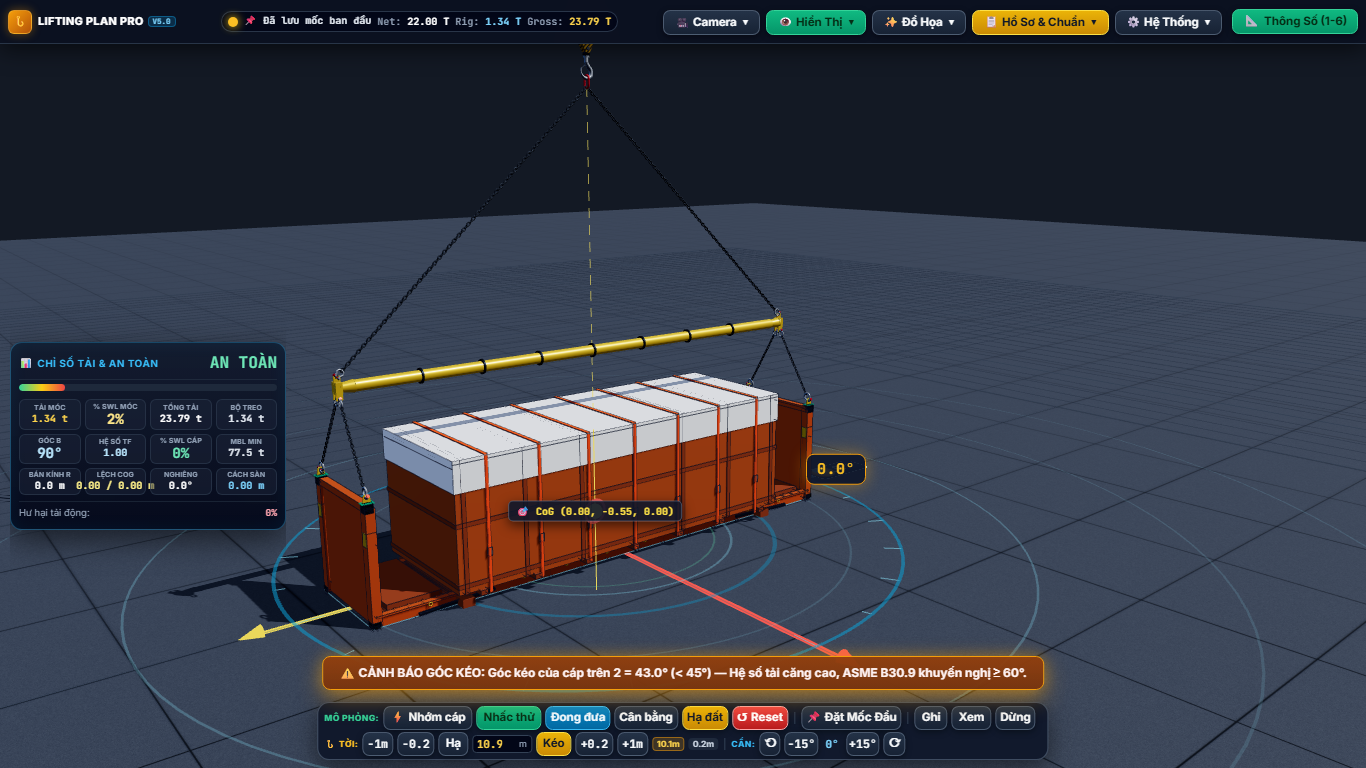 LIFTING PLAN PRO V5.0
Đã lưu mốc ban đầu Net: 22.00 T Rig: 1.34 T Gross: 23.79 T
Camera ▾
Hiển Thị ▾
Đồ Họa ▾
Hồ Sơ & Chuẩn ▾
Hệ Thống ▾
Thông Số (1-6)
CHỈ SỐ TẢI & AN TOÀN AN TOÀN
TẢI MÓC % SWL MÓC TỔNG TẢI BỘ TREO
1.34 t 2% 23.79 t 1.34 t
GÓC B HỆ SỐ TF % SWL CÁP MBL MIN
90° 1.00 0% 77.5 t
BÁN KÍNH R LỆCH COG NGHIÊNG CÁCH SÀN
0.0 m 0.00 / 0.00 m 0.0° 0.00 m
Hư hại tải động: 0%
0.0°
CoG (0.00, -0.55, 0.00)
CẢNH BÁO GÓC KÉO: Góc kéo của cáp trên 2 = 43.0° (< 45°) — Hệ số tải căng cao, ASME B30.9 khuyến nghị ≥ 60°.
MÔ PHỎNG: Nhớm cáp Nhấc thử Đong đưa Cân bằng Hạ đất Reset Đặt Mốc Đầu Ghi Xem Dừng
TỜI: -1m -0.2 Hạ 10.9 m Kéo +0.2 +1m 10.1m 0.2m CẦN: -15° 0° +15°